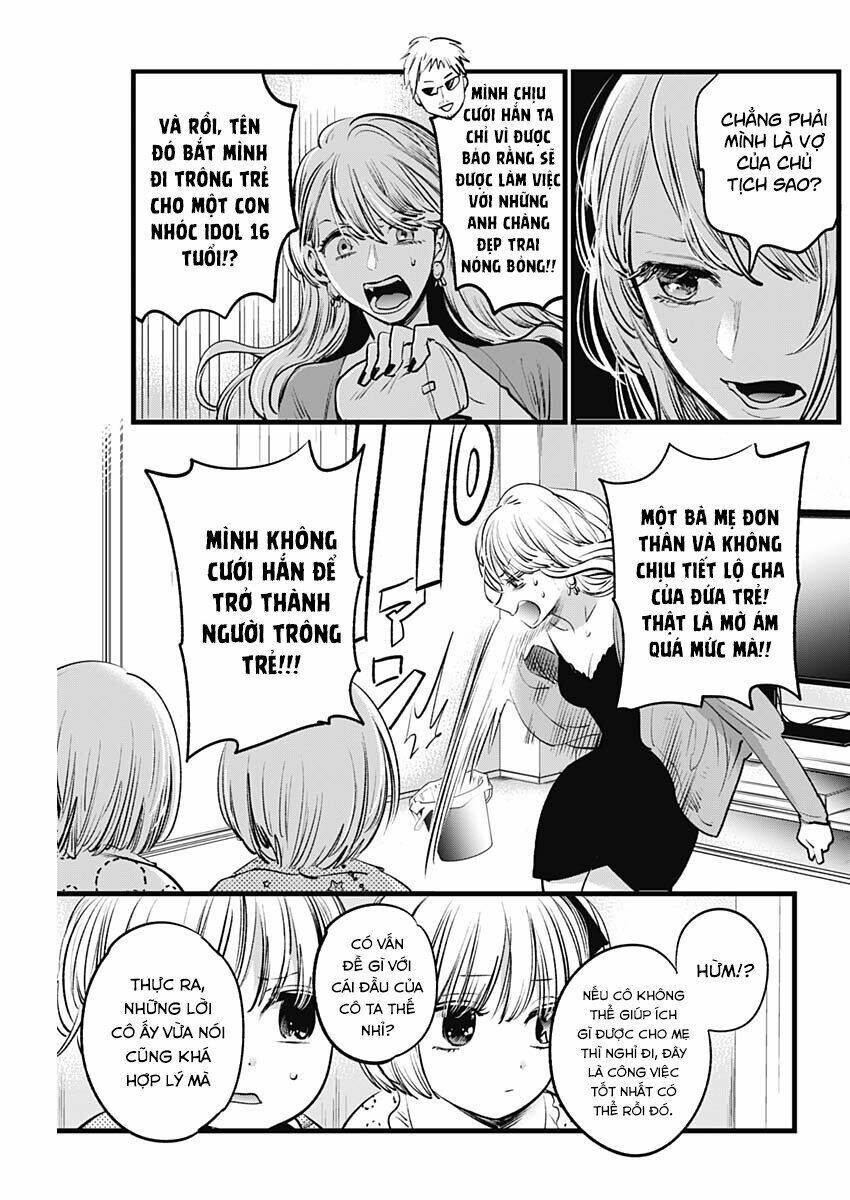 CHẲNG PHẢI
MÌNH LÀ VỢ
CỦA CHỦ
TỊCH SAO?
MÌNH CHỊU
CƯỚI HẮN TA
CHỈ VÌ ĐƯỢC
BẢO RẰNG SẼ
ĐƯỢC LÀM VIỆC
VỚI NHỮNG
ANH CHÀNG
ĐẸP TRAI
NÓNG BỎNG!!
VÀ RỒI, TÊN
ĐÓ BẮT MÌNH
ĐI TRÔNG TRẺ
CHO MỘT CON
NHÓC IDOL 16
TUỔI!?
MỘT BÀ MẸ ĐƠN
THÂN VÀ KHÔNG
CHỊU TIẾT LỘ CHA
CỦA ĐỨA TRẺ!
THẬT LÀ MỜ ÁM
QUÁ MỨC MÀ!!
MÌNH KHÔNG
CƯỚI HẮN ĐỂ
TRỞ THÀNH
NGƯỜI TRÔNG
TRẺ!!!
HỪM!?
NẾU CÔ KHÔNG
THỂ GIÚP ÍCH
GÌ ĐƯỢC CHO MẸ
THÌ NGHỈ ĐI, ĐÂY
LÀ CÔNG VIỆC
TỐT NHẤT CÓ
THỂ RỒI ĐÓ.
CÓ VẤN
ĐỀ GÌ VỚI
CÁI ĐẦU CỦA
CÔ TA THẾ
NHỈ?
THỰC RA,
NHỮNG LỜI
CÔ ẤY VỪA NÓI
CŨNG KHÁ
HỢP LÝ MÀ